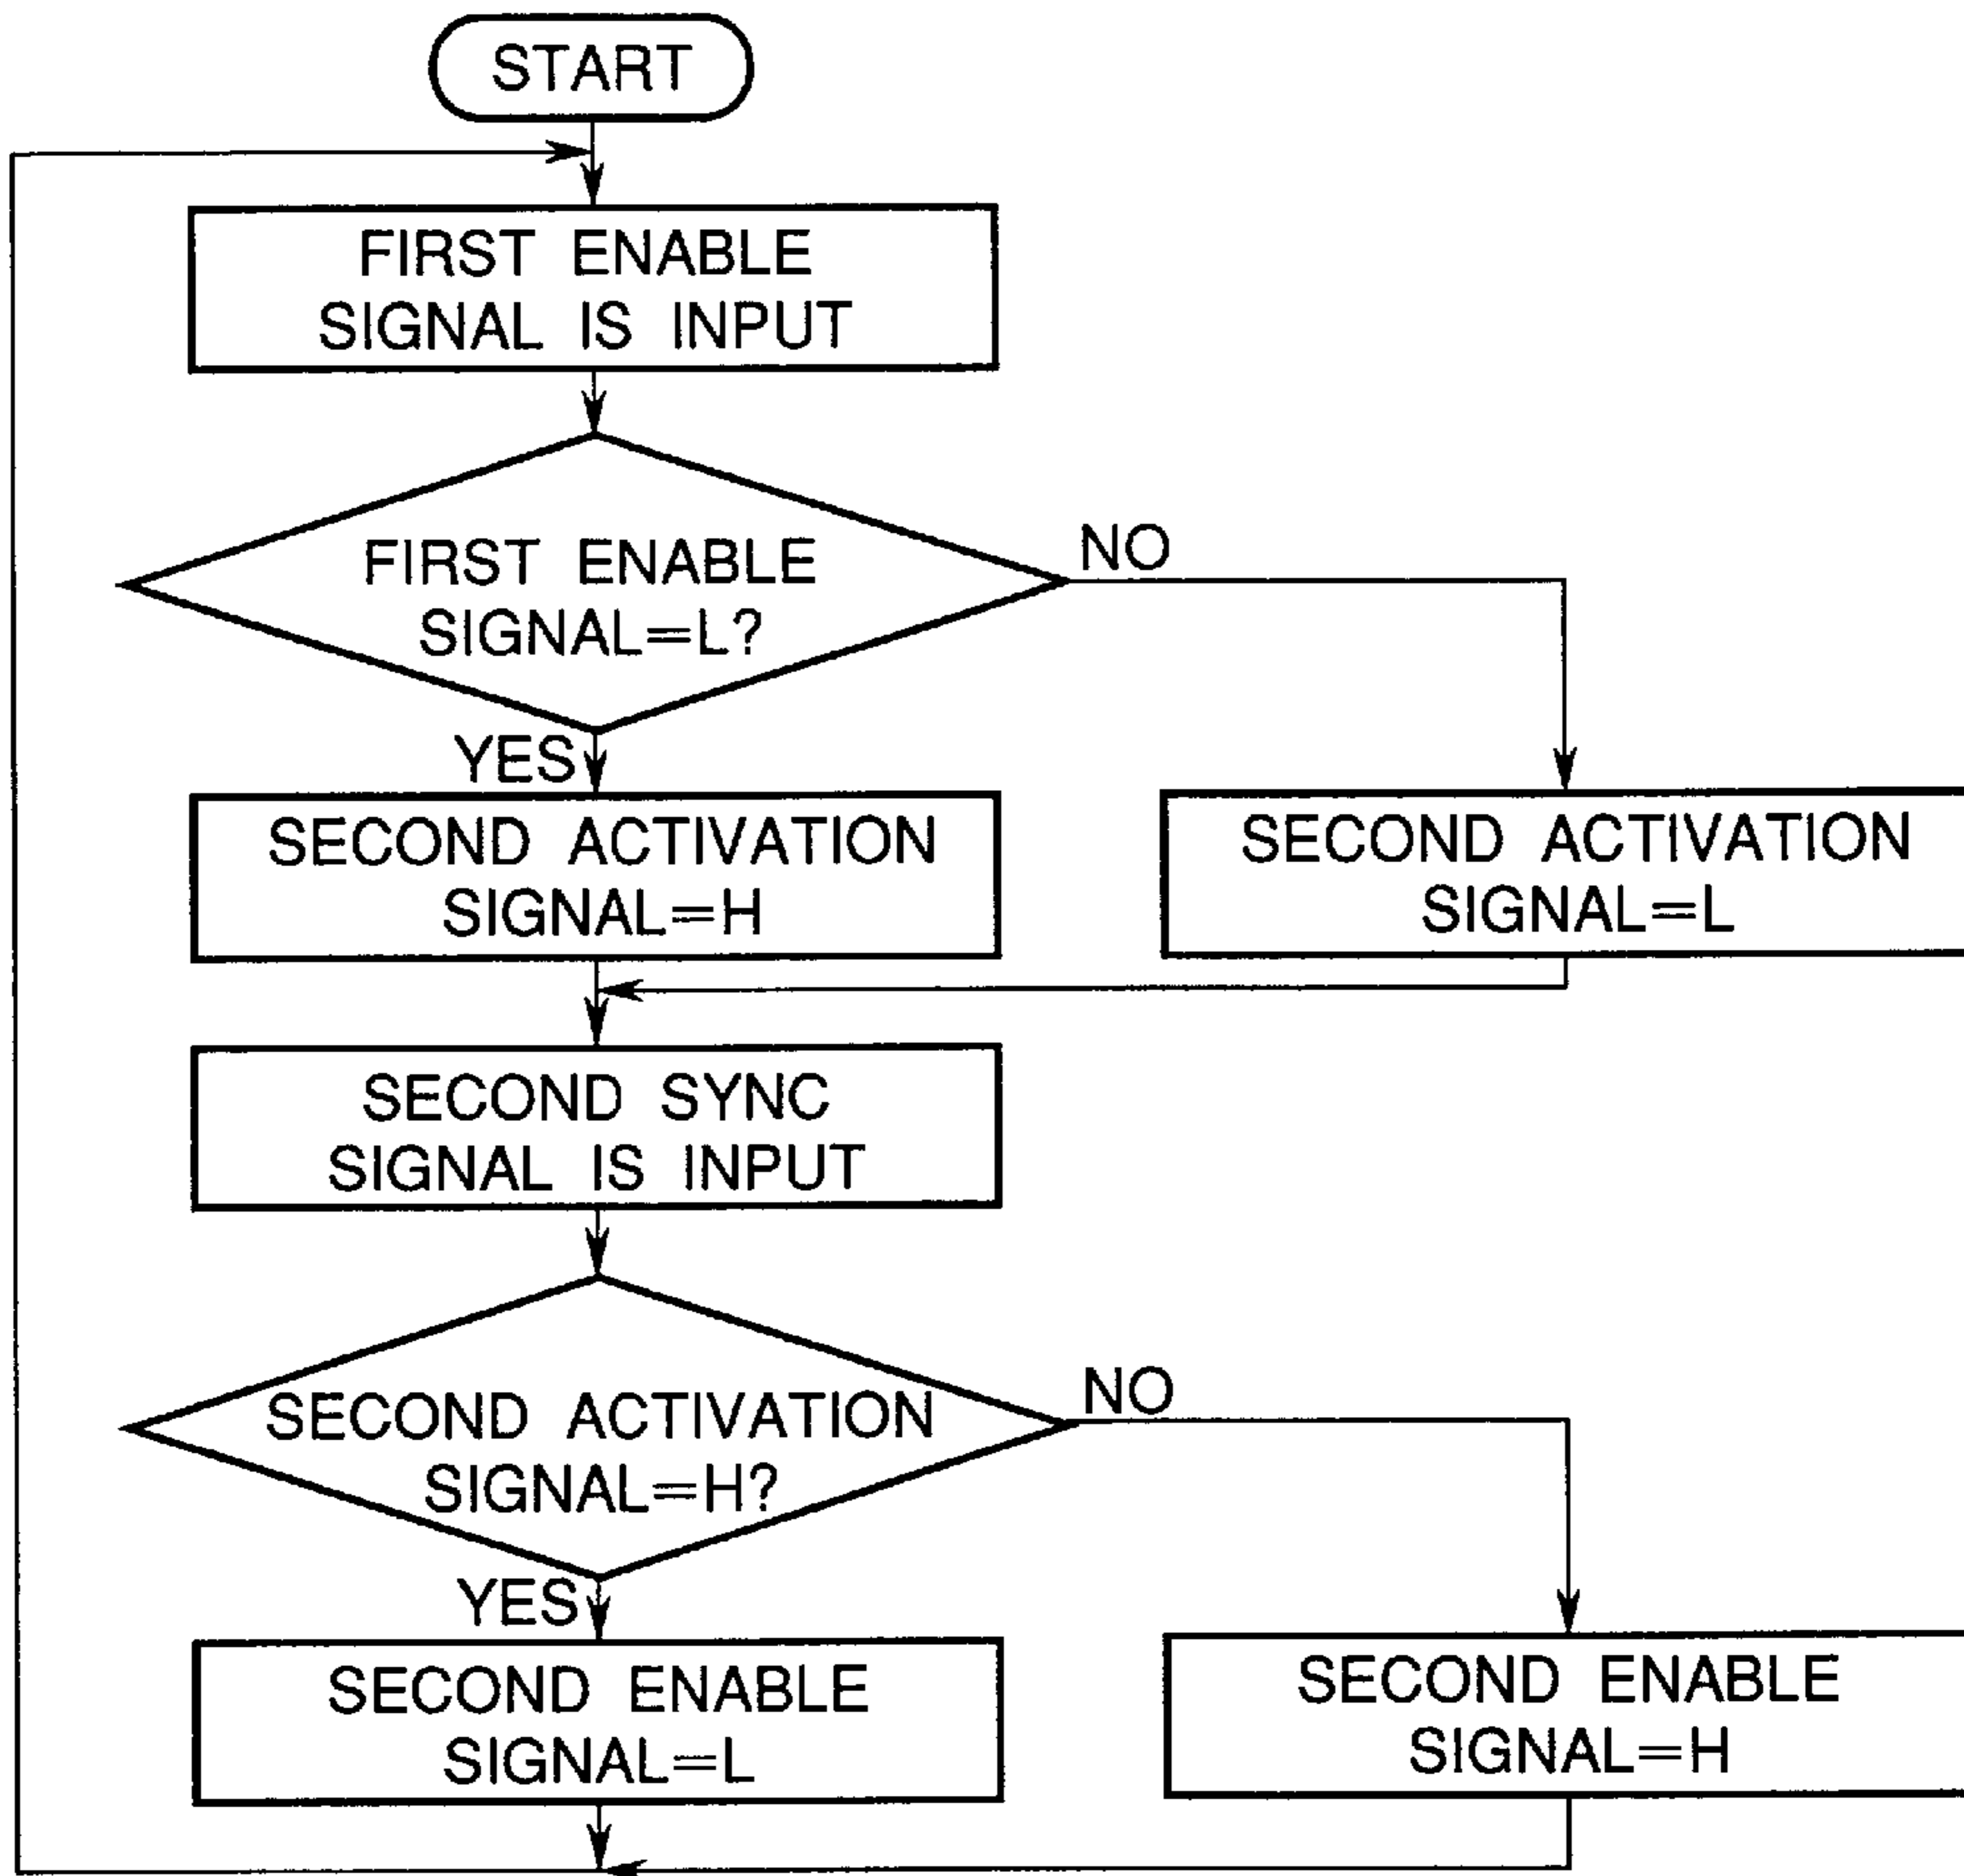 START
FIRST ENABLE
SIGNAL IS INPUT
FIRST ENABLE
SIGNAL=L?
NO
YES
SECOND ACTIVATION
SIGNAL=H
SECOND ACTIVATION
SIGNAL=L
SECOND SYNC
SIGNAL IS INPUT
SECOND ACTIVATION
SIGNAL=H?
NO
YES
SECOND ENABLE
SIGNAL=L
SECOND ENABLE
SIGNAL=H